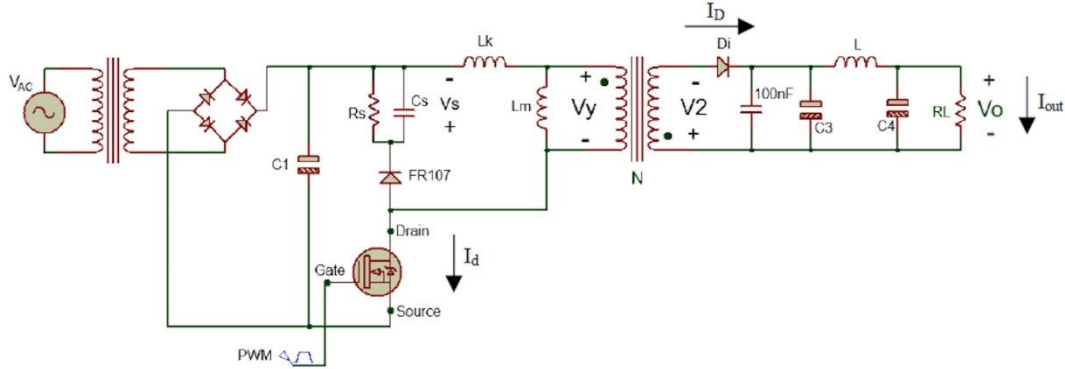 I_D
Lk
Di
L
V_AC
Rs
Cs
-
Vs
+
Lm
+
Vy
-
-
V2
+
100nF
C3
C4
RL
+
Vo
-
I_out
C1
FR107
N
Drain
I_d
Gate
Source
PWM